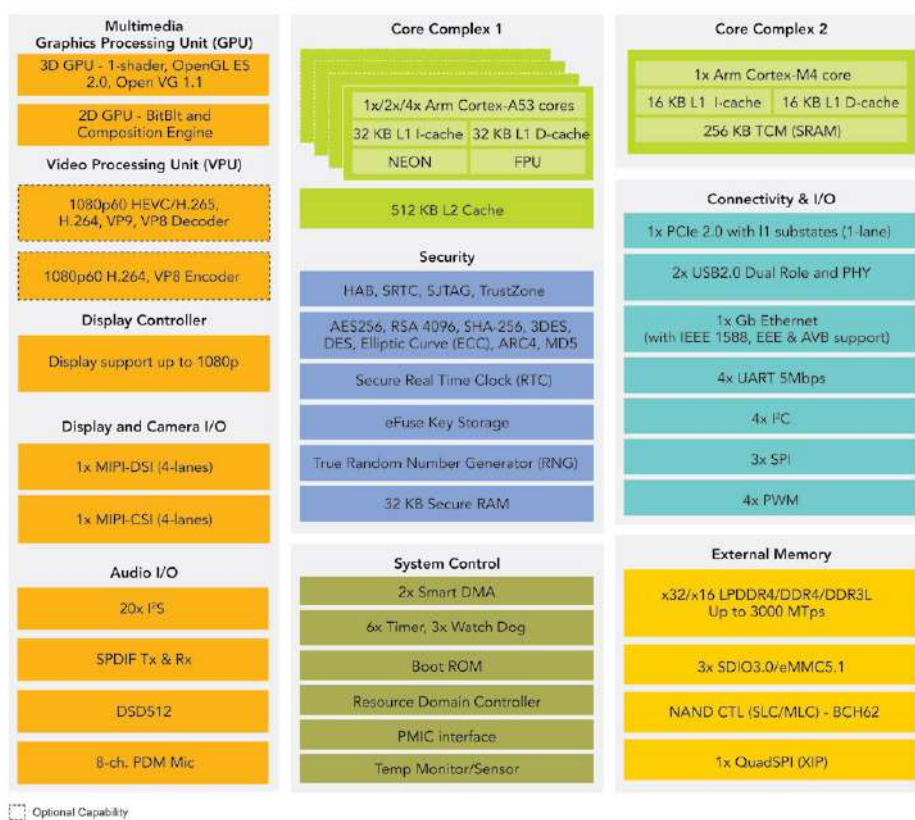 Multimedia
Graphics Processing Unit (GPU)
3D GPU - 1-shader, OpenGL ES
2.0, Open VG 1.1
2D GPU - BitBlt and
Composition Engine
Video Processing Unit (VPU)
1080p60 HEVC/H.265,
H.264, VP9, VP8 Decoder
1080p60 H.264, VP8 Encoder
Display Controller
Display support up to 1080p
Display and Camera I/O
1x MIPI-DSI (4-lanes)
1x MIPI-CSI (4-lanes)
Audio I/O
20x I²S
SPDIF Tx & Rx
DSD512
8-ch. PDM Mic
Core Complex 1
1x/2x/4x Arm Cortex-A53 cores
32 KB L1 I-cache
32 KB L1 D-cache
NEON
FPU
512 KB L2 Cache
Security
HAB, SRTC, SJTAG, TrustZone
AES256, RSA 4096, SHA-256, 3DES,
DES, Elliptic Curve (ECC), ARC4, MD5
Secure Real Time Clock (RTC)
eFuse Key Storage
True Random Number Generator (RNG)
32 KB Secure RAM
System Control
2x Smart DMA
6x Timer, 3x Watch Dog
Boot ROM
Resource Domain Controller
PMIC interface
Temp Monitor/Sensor
Core Complex 2
1x Arm Cortex-M4 core
16 KB L1 I-cache
16 KB L1 D-cache
256 KB TCM (SRAM)
Connectivity & I/O
1x PCIe 2.0 with l1 substates (1-lane)
2x USB2.0 Dual Role and PHY
1x Gb Ethernet
(with IEEE 1588, EEE & AVB support)
4x UART 5Mbps
4x I²C
3x SPI
4x PWM
External Memory
x32/x16 LPDDR4/DDR4/DDR3L
Up to 3000 MTps
3x SDIO3.0/eMMC5.1
NAND CTL (SLC/MLC) - BCH62
1x QuadSPI (XIP)
Optional Capability